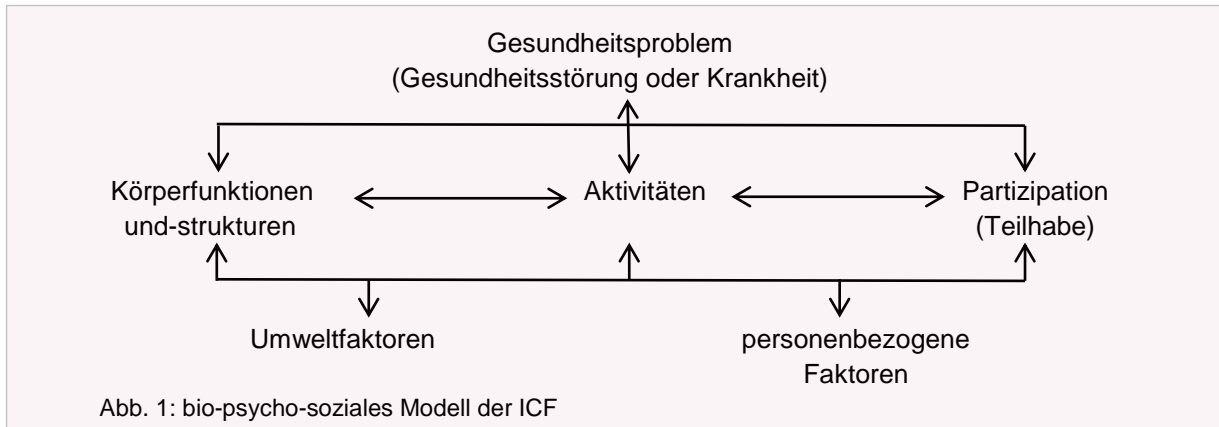 Gesundheitsproblem
(Gesundheitsstörung oder Krankheit)
Körperfunktionen
und-strukturen
Aktivitäten
Partizipation
(Teilhabe)
Umweltfaktoren
personenbezogene
Faktoren
Abb. 1: bio-psycho-soziales Modell der ICF